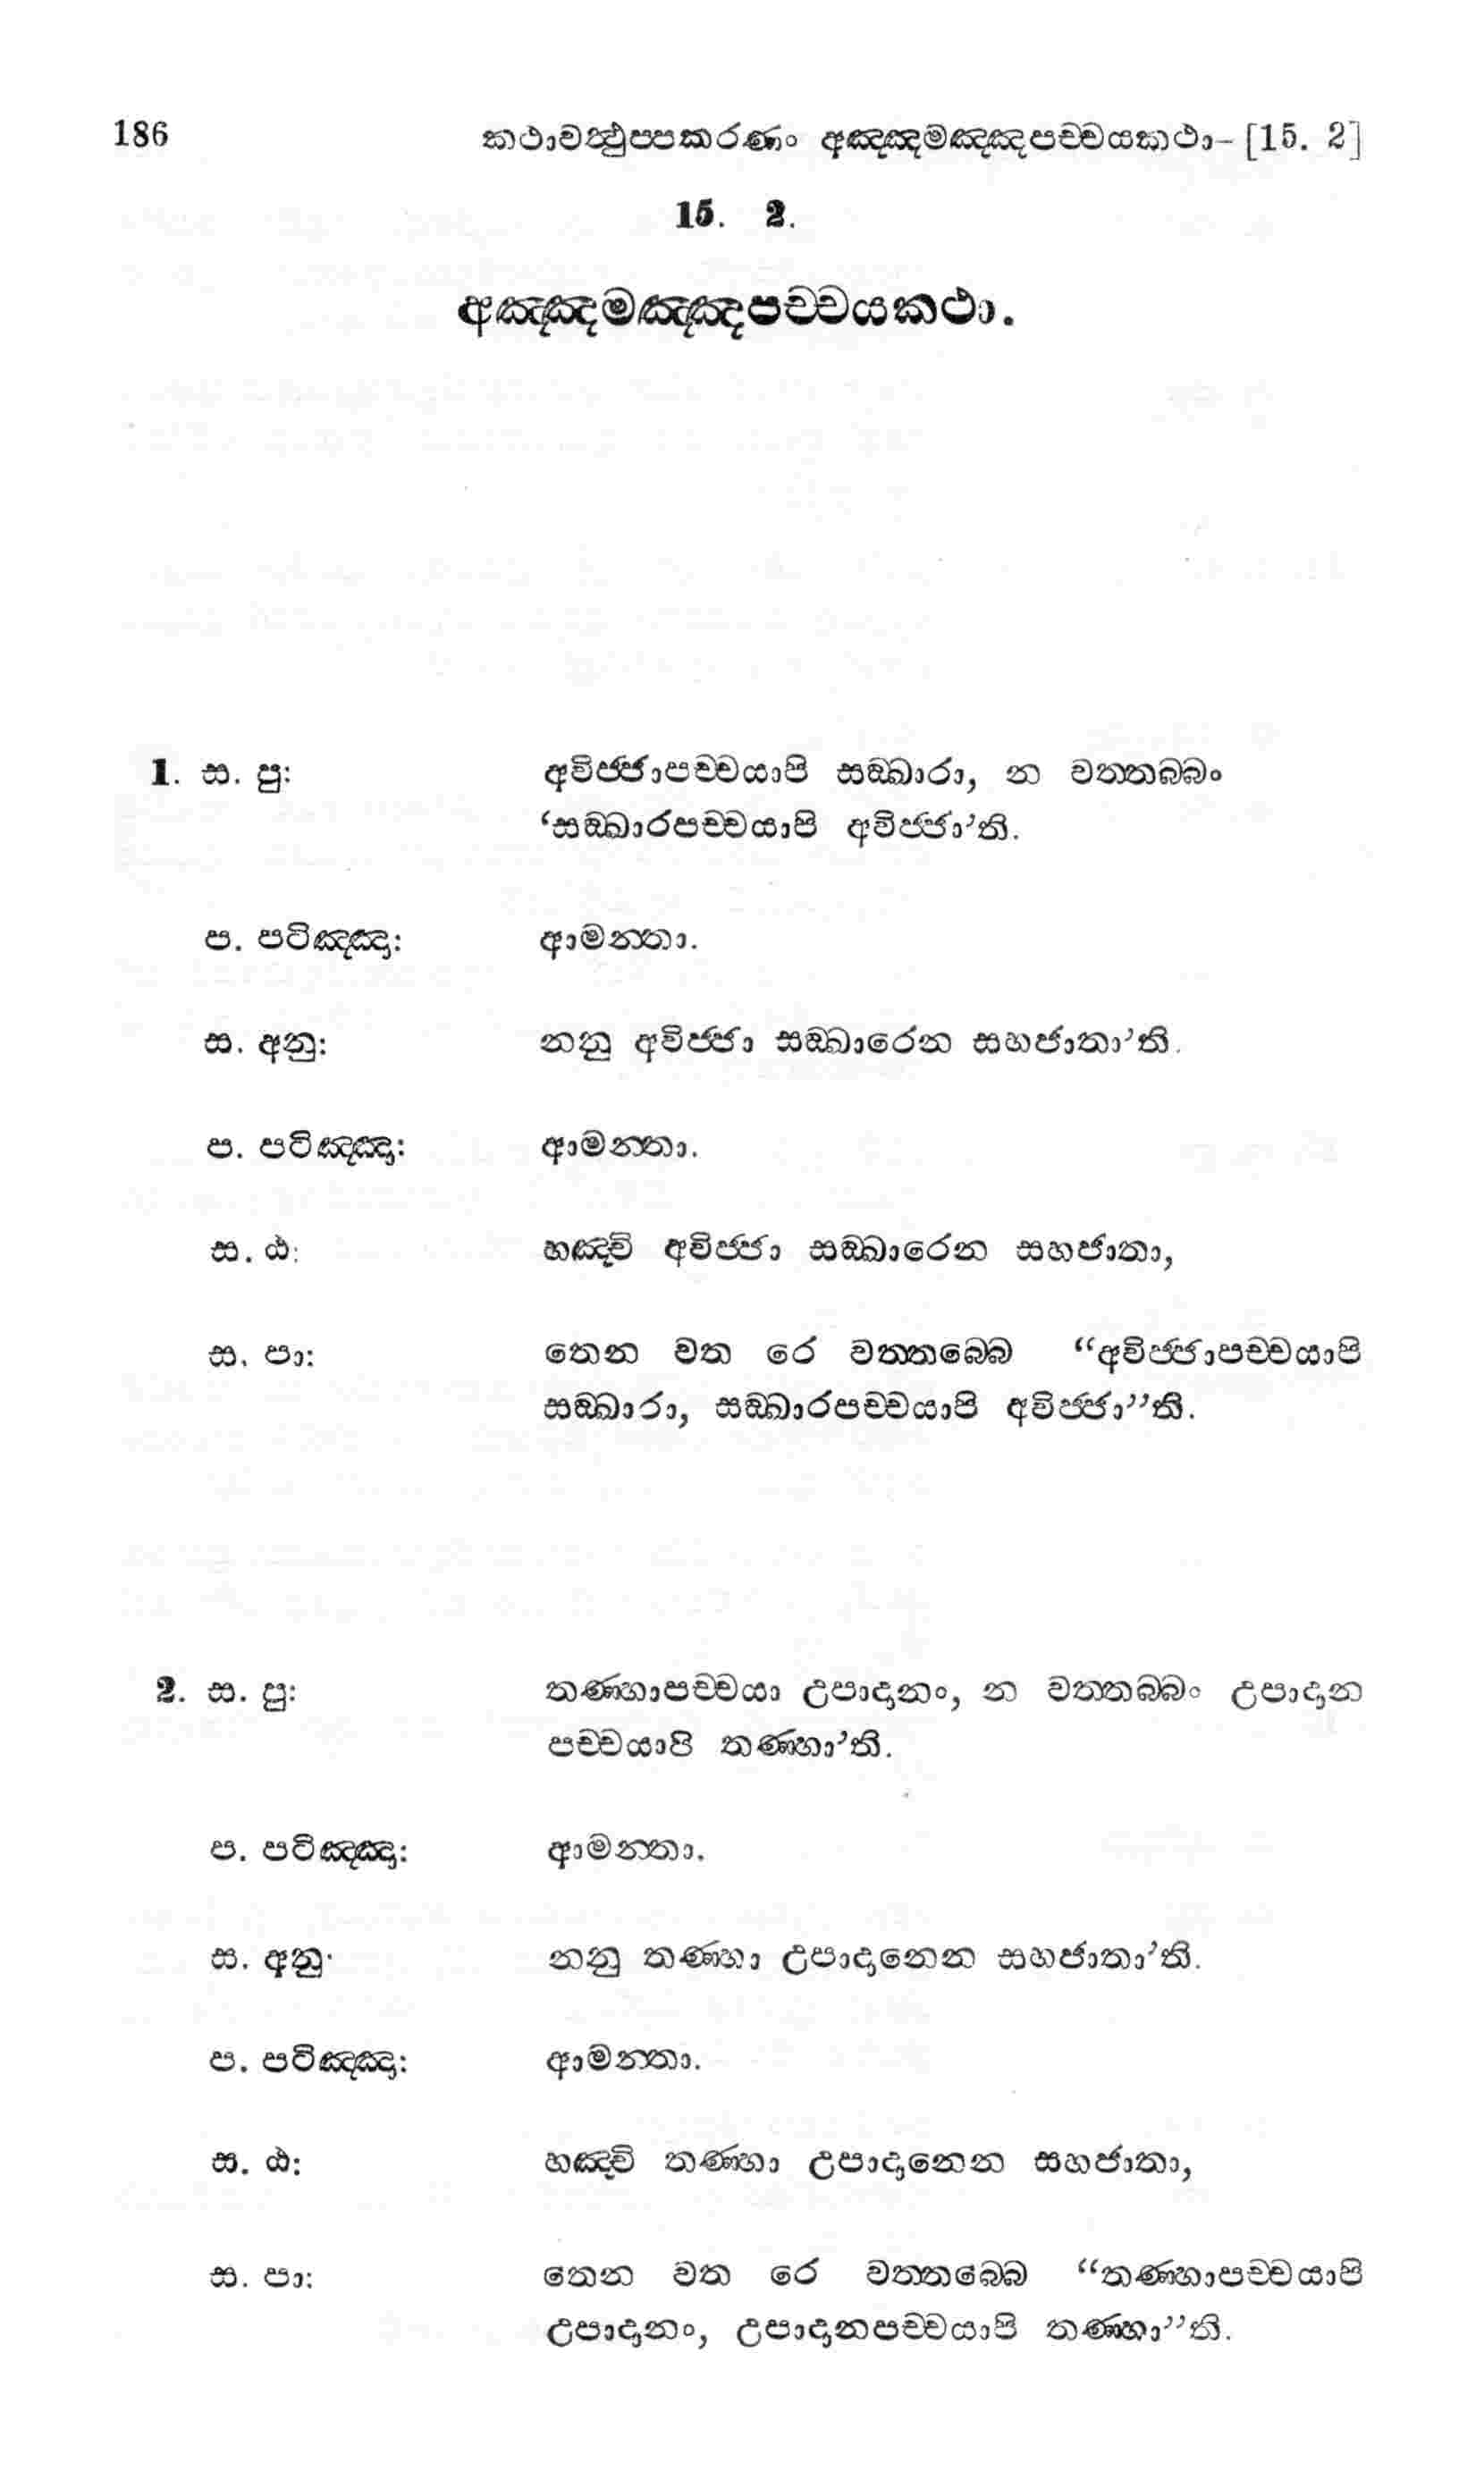 186 කථාවත්‍ථුප්පකරණං අඤ්ඤමඤ්ඤපච්චයකථා– [15. 2]
15. 2.
අඤ්ඤමඤ්ඤපච්චයකථා.
1. ස. පු: අවිජ්ජාපච්චයාපි සඞ්ඛාරා, න වත්තබ්බං
‘සඞ්ඛාරපච්චයාපි අවිජ්ජා’ති.
ප. පටිඤ්ඤා: ආමන්තා.
ස. අනු: නනු අවිජ්ජා සඞ්ඛාරෙන සහජාතා’ති.
ප. පටිඤ්ඤා: ආමන්තා.
ස. ඨ: හඤ්චි අවිජ්ජා සඞ්ඛාරෙන සහජාතා,
ස. පා: තෙන වත රෙ වත්තබ්බෙ “අවිජ්ජාපච්චයාපි
සඞ්ඛාරා, සඞ්ඛාරපච්චයාපි අවිජ්ජා”ති.
2. ස. පු: තණ්හාපච්චයා උපාදානං, න වත්තබ්බං උපාදාන
පච්චයාපි තණ්හා’ති.
ප. පටිඤ්ඤා: ආමන්තා.
ස. අනු· නනු තණ්හා උපාදානෙන සහජාතා’ති.
ප. පටිඤ්ඤා: ආමන්තා.
ස. ඨ: හඤ්චි තණ්හා උපාදානෙන සහජාතා,
ස. පා: තෙන වත රෙ වත්තබ්බෙ “තණ්හාපච්චයාපි
උපාදානං, උපාදානපච්චයාපි තණ්හා”ති.